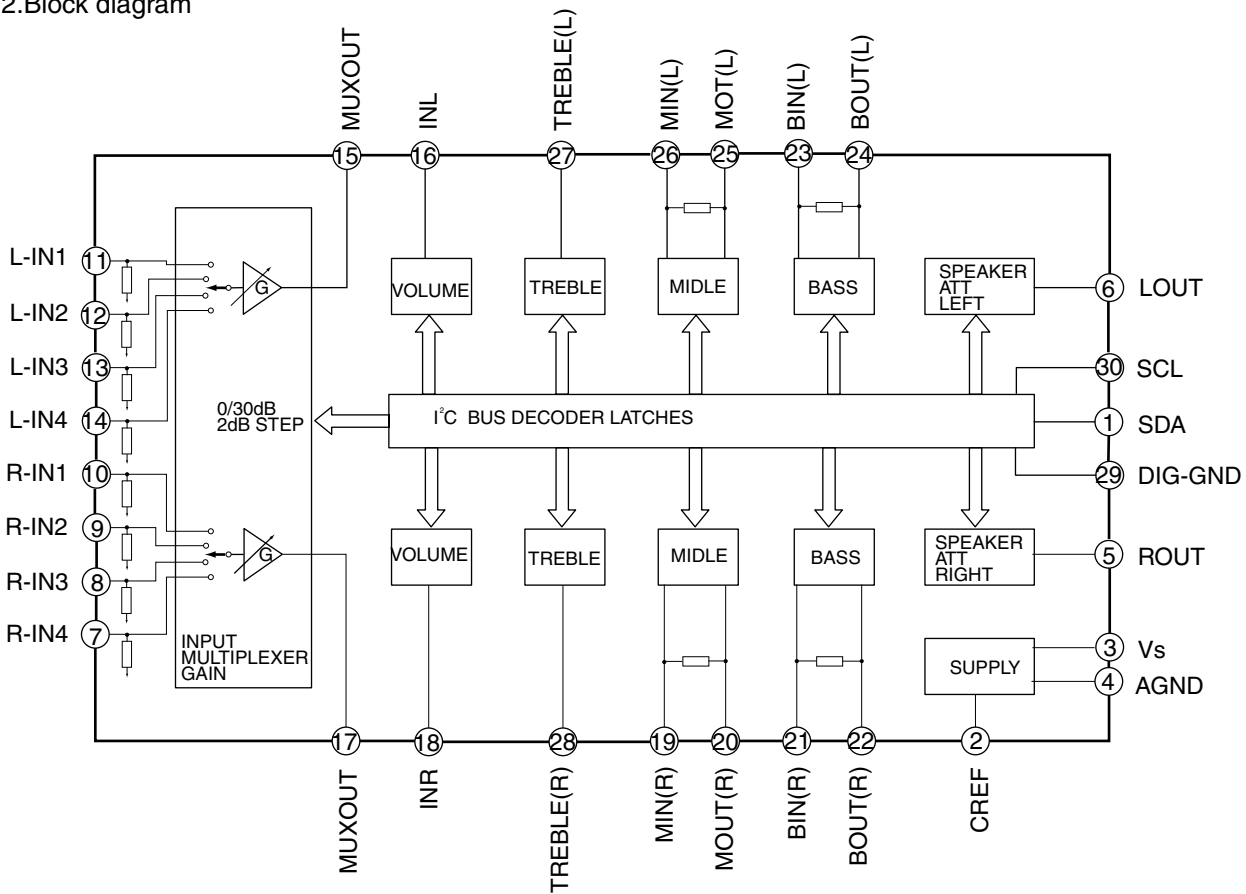 2.Block diagram
MUXOUT
INL
TREBLE(L)
MIN(L)
MOT(L)
BIN(L)
BOUT(L)
15
16
27
26
25
23
24
L-IN1
11
L-IN2
12
L-IN3
13
L-IN4
14
R-IN1
10
R-IN2
9
R-IN3
8
R-IN4
7
G
G
0/30dB
2dB STEP
INPUT
MULTIPLEXER
GAIN
VOLUME
TREBLE
MIDLE
BASS
SPEAKER
ATT
LEFT
I²C BUS DECODER LATCHES
VOLUME
TREBLE
MIDLE
BASS
SPEAKER
ATT
RIGHT
SUPPLY
6 LOUT
30 SCL
1 SDA
29 DIG-GND
5 ROUT
3 Vs
4 AGND
17
18
28
19
20
21
22
2
MUXOUT
INR
TREBLE(R)
MIN(R)
MOUT(R)
BIN(R)
BOUT(R)
CREF